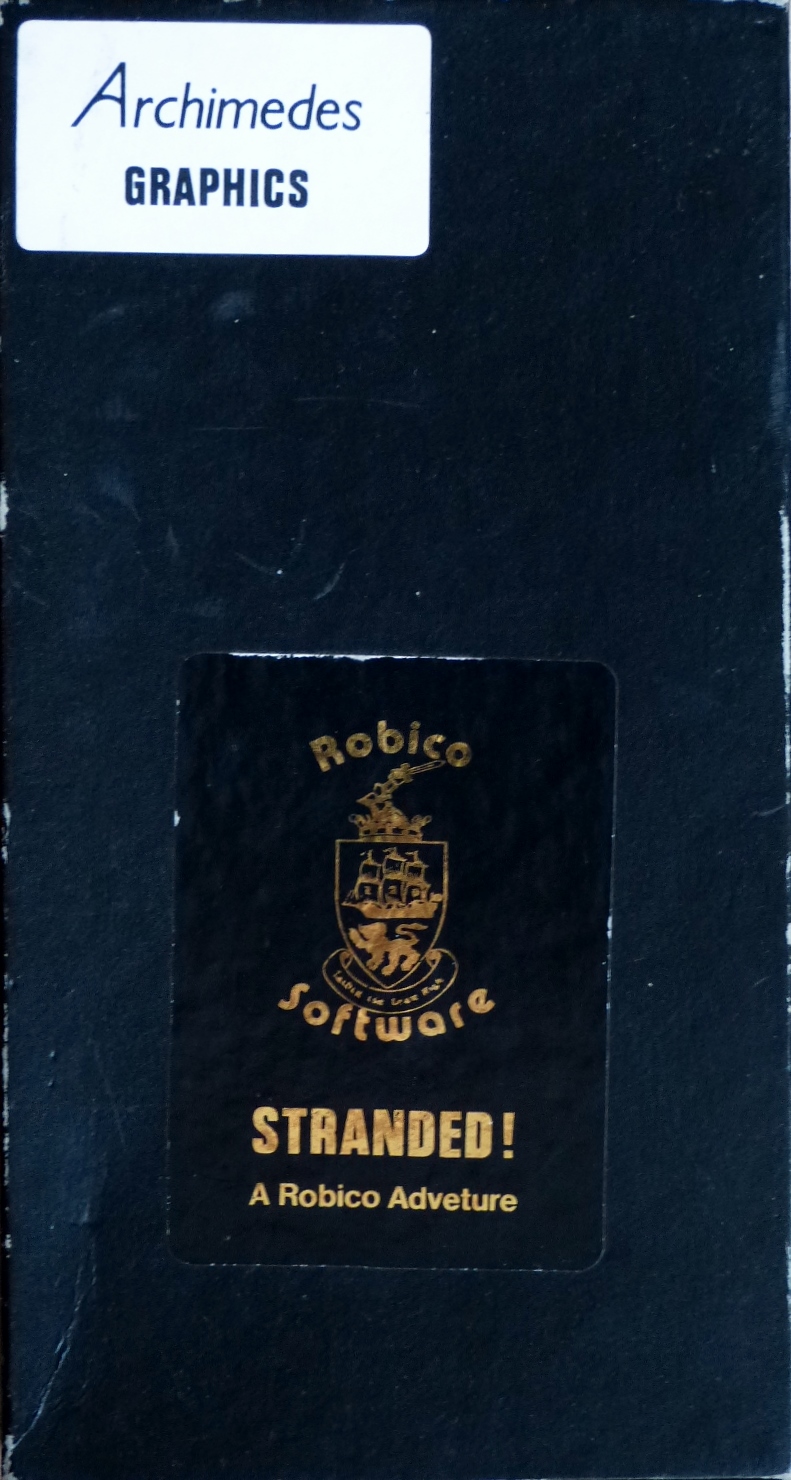 Archimedes
GRAPHICS
Robico
Software
STRANDED!
A Robico Adveture